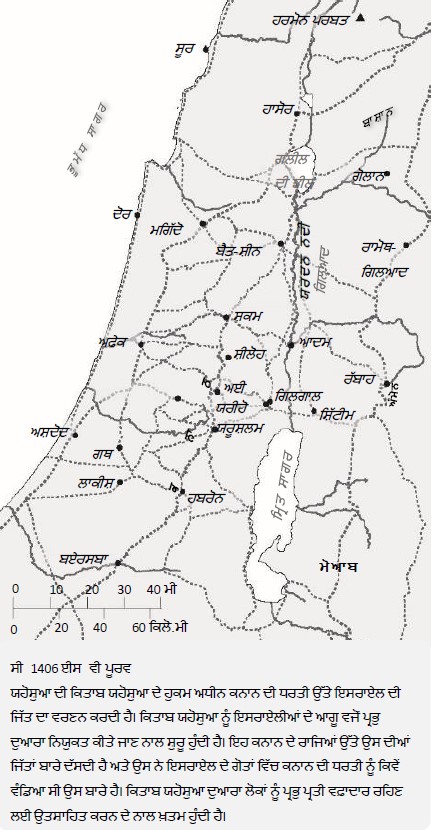 ਹਰਮੋਨ ਪਰਬਤ
ਸੂਰ
ਹਾਸੋਰ
ਬਾਸ਼ਾਨ
ਭੂਮੱਧ ਸਾਗਰ
ਗਲੀਲ
ਦੀ ਝੀਲ
ਗੋਲਾਨ
ਦੋਰ
ਮਗਿੱਦੋ
ਬੈਤ-ਸ਼ੀਨ
ਯਰਦਨ ਨਦੀ
ਗਿਲਆਦ
ਰਾਮੋਥ-
ਗਿਲਆਦ
ਸ਼ਕਮ
ਅਫੇਕ
ਆਦਮ
ਸ਼ੀਲੋਹ
ਅਈ
ਰੱਬਾਹ
ਯਰੀਹੋ
ਗਿਲਗਾਲ
ਸ਼ਿੱਟੀਮ
ਅਸ਼ਦੋਦ
ਯਰੂਸ਼ਲਮ
ਗਥ
ਲਾਕੀਸ਼
ਹਬਰੋਨ
ਮ੍ਰਿਤ ਸਾਗਰ
ਬਏਰਸਬਾ
ਮੋਆਬ
0 10 20 30 40 ਮੀ
0 20 40 60 ਕਿਲੋ.ਮੀ
ਸੀ 1406 ਈਸ ਵੀ ਪੂਰਵ
ਯਹੋਸੁਆ ਦੀ ਕਿਤਾਬ ਯਹੋਸੁਆ ਦੇ ਹੁਕਮ ਅਧੀਨ ਕਨਾਨ ਦੀ ਧਰਤੀ ਉੱਤੇ ਇਸਰਾਏਲ ਦੀ
ਜਿੱਤ ਦਾ ਵਰਣਨ ਕਰਦੀ ਹੈ। ਕਿਤਾਬ ਯਹੋਸੁਆ ਨੂੰ ਇਸਰਾਏਲੀਆਂ ਦੇ ਆਗੂ ਵਜੋਂ ਪ੍ਰਭੂ
ਦੁਆਰਾ ਨਿਯੁਕਤ ਕੀਤੇ ਜਾਣ ਨਾਲ ਸ਼ੁਰੂ ਹੁੰਦੀ ਹੈ। ਇਹ ਕਨਾਨ ਦੇ ਰਾਜਿਆਂ ਉੱਤੇ ਉਸ ਦੀਆਂ
ਜਿੱਤਾਂ ਬਾਰੇ ਦੱਸਦੀ ਹੈ ਅਤੇ ਉਸ ਨੇ ਇਸਰਾਏਲ ਦੇ ਗੋਤਾਂ ਵਿੱਚ ਕਨਾਨ ਦੀ ਧਰਤੀ ਨੂੰ ਕਿਵੇਂ
ਵੰਡਿਆ ਸੀ ਉਸ ਬਾਰੇ ਹੈ। ਕਿਤਾਬ ਯਹੋਸੁਆ ਦੁਆਰਾ ਲੋਕਾਂ ਨੂੰ ਪ੍ਰਭੂ ਪ੍ਰਤੀ ਵਫ਼ਾਦਾਰ ਰਹਿਣ
ਲਈ ਉਤਸਾਹਿਤ ਕਰਨ ਦੇ ਨਾਲ ਖ਼ਤਮ ਹੁੰਦੀ ਹੈ।